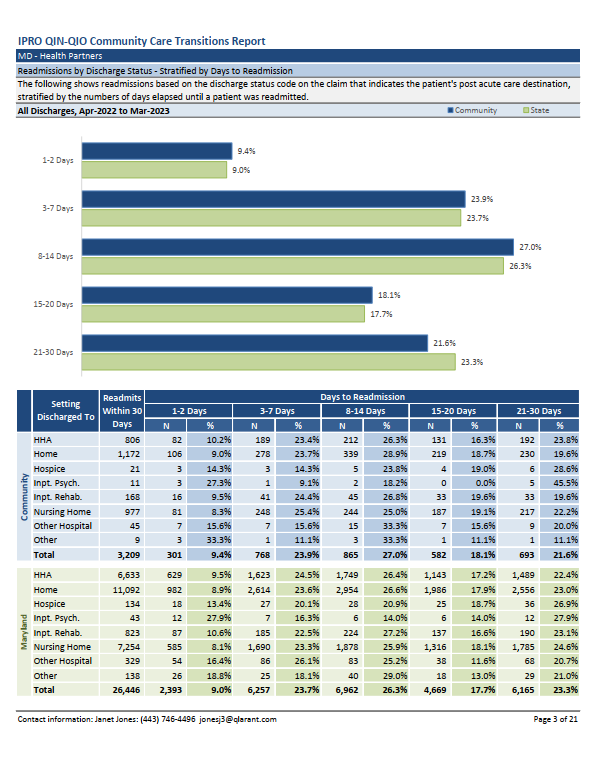 IPRO QIN-QIO Community Care Transitions Report
MD - Health Partners
Readmissions by Discharge Status - Stratified by Days to Readmission
The following shows readmissions based on the discharge status code on the claim that indicates the patient's post acute care destination,
stratified by the numbers of days elapsed until a patient was readmitted.
All Discharges, Apr-2022 to Mar-2023 Community State
1-2 Days 9.4%
9.0%
3-7 Days 23.9%
23.7%
8-14 Days 27.0%
26.3%
15-20 Days 18.1%
17.7%
21-30 Days 21.6%
23.3%
Setting Discharged To Readmits Within 30 Days Days to Readmission
1-2 Days 3-7 Days 8-14 Days 15-20 Days 21-30 Days
N % N % N % N % N %
Community
HHA 806 82 10.2% 189 23.4% 212 26.3% 131 16.3% 192 23.8%
Home 1,172 106 9.0% 278 23.7% 339 28.9% 219 18.7% 230 19.6%
Hospice 21 3 14.3% 3 14.3% 5 23.8% 4 19.0% 6 28.6%
Inpt. Psych. 11 3 27.3% 1 9.1% 2 18.2% 0 0.0% 5 45.5%
Inpt. Rehab. 168 16 9.5% 41 24.4% 45 26.8% 33 19.6% 33 19.6%
Nursing Home 977 81 8.3% 248 25.4% 244 25.0% 187 19.1% 217 22.2%
Other Hospital 45 7 15.6% 7 15.6% 15 33.3% 7 15.6% 9 20.0%
Other 9 3 33.3% 1 11.1% 3 33.3% 1 11.1% 1 11.1%
Total 3,209 301 9.4% 768 23.9% 865 27.0% 582 18.1% 693 21.6%
Maryland
HHA 6,633 629 9.5% 1,623 24.5% 1,749 26.4% 1,143 17.2% 1,489 22.4%
Home 11,092 982 8.9% 2,614 23.6% 2,954 26.6% 1,986 17.9% 2,556 23.0%
Hospice 134 18 13.4% 27 20.1% 28 20.9% 25 18.7% 36 26.9%
Inpt. Psych. 43 12 27.9% 7 16.3% 6 14.0% 6 14.0% 12 27.9%
Inpt. Rehab. 823 87 10.6% 185 22.5% 224 27.2% 137 16.6% 190 23.1%
Nursing Home 7,254 585 8.1% 1,690 23.3% 1,878 25.9% 1,316 18.1% 1,785 24.6%
Other Hospital 329 54 16.4% 86 26.1% 83 25.2% 38 11.6% 68 20.7%
Other 138 26 18.8% 25 18.1% 40 29.0% 18 13.0% 29 21.0%
Total 26,446 2,393 9.0% 6,257 23.7% 6,962 26.3% 4,669 17.7% 6,165 23.3%
Contact information: Janet Jones: (443) 746-4496 jonesj3@qlarant.com Page 3 of 21